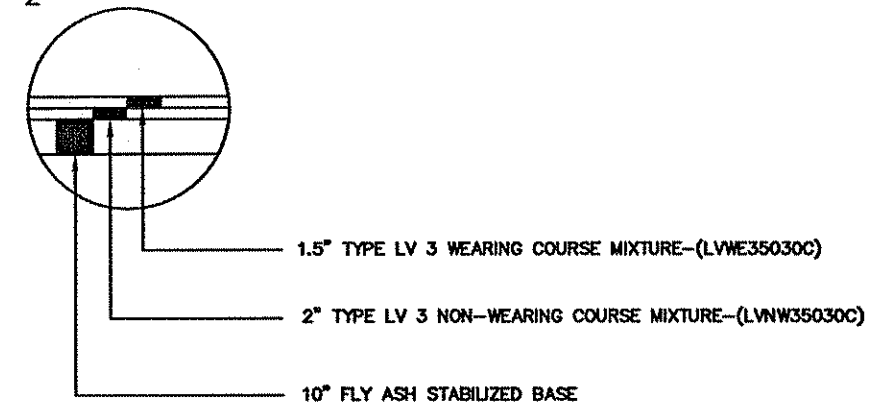 2
1.5" TYPE LV 3 WEARING COURSE MIXTURE-(LVWE35030C)
2" TYPE LV 3 NON-WEARING COURSE MIXTURE-(LVNW35030C)
10" FLY ASH STABILIZED BASE